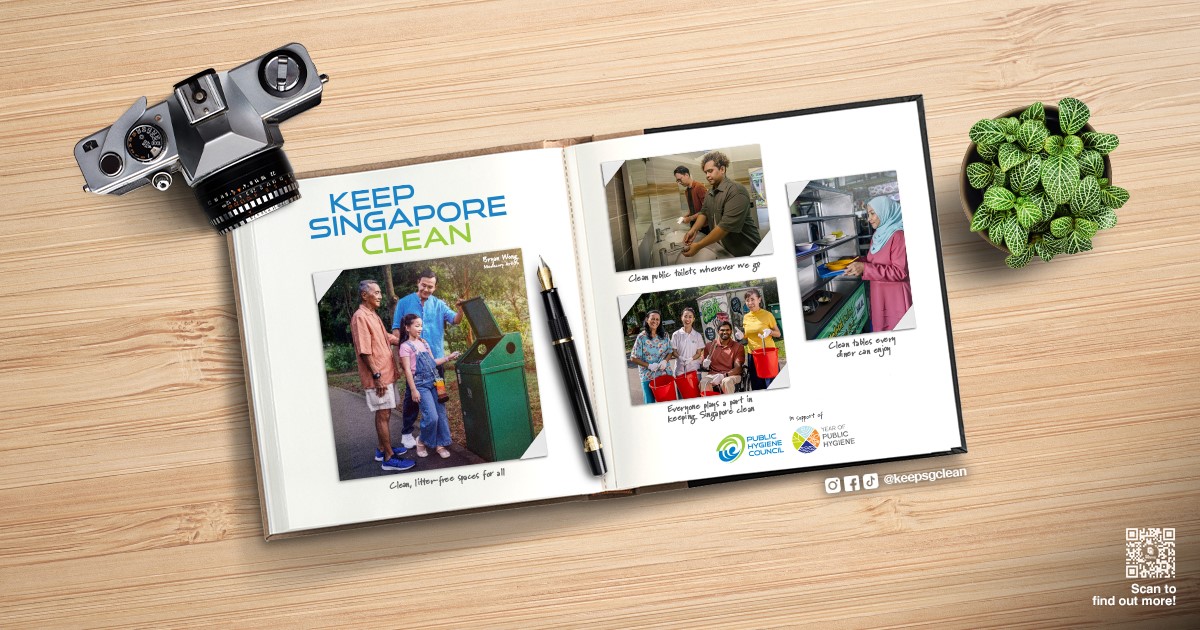 KEEP
SINGAPORE
CLEAN
Bryan Wong
Mediacorp Artiste
Clean, litter-free spaces for all
Clean public toilets wherever we go
Everyone plays a part in
keeping Singapore clean
Clean tables every
diner can enjoy
in support of
PUBLIC
HYGIENE
COUNCIL
YEAR OF
PUBLIC
HYGIENE
@keepsgclean
Scan to
find out more!